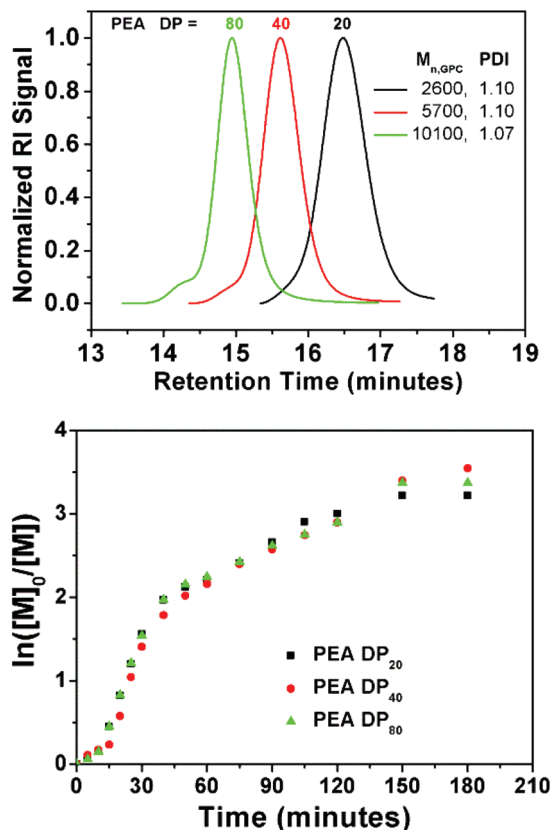 PEA DP = 80 40 20
M_n,GPC PDI
2600, 1.10
5700, 1.10
10100, 1.07
Normalized RI Signal
1.0
0.8
0.6
0.4
0.2
0.0
13 14 15 16 17 18 19
Retention Time (minutes)
ln([M]₀/[M])
4
3
2
1
0
PEA DP₂₀
PEA DP₄₀
PEA DP₈₀
0 30 60 90 120 150 180 210
Time (minutes)